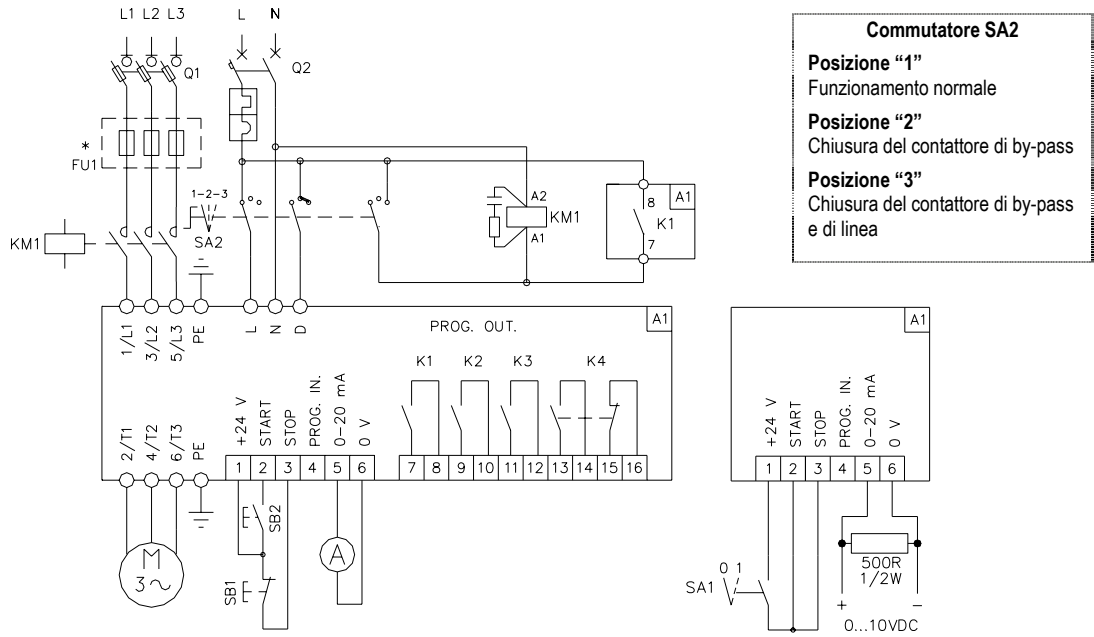 L1 L2 L3
L N
Q1
Q2
*
FU1
1-2-3
SA2
KM1
A2
KM1
A1
8
A1
K1
7
Commutatore SA2
Posizione “1”
Funzionamento normale
Posizione “2”
Chiusura del contattore di by-pass
Posizione “3”
Chiusura del contattore di by-pass
e di linea
1/L1
3/L2
5/L3
PE
L
N
D
PROG. OUT.
A1
K1 K2 K3 K4
2/T1
4/T2
6/T3
PE
+24 V
START
STOP
PROG. IN.
0-20 mA
0 V
1 2 3 4 5 6
7 8 9 10 11 12 13 14 15 16
SB2
SB1
A
M
3~
A1
+24 V
START
STOP
PROG. IN.
0-20 mA
0 V
1 2 3 4 5 6
0 1
SA1
500R
1/2W
+ -
0...10VDC